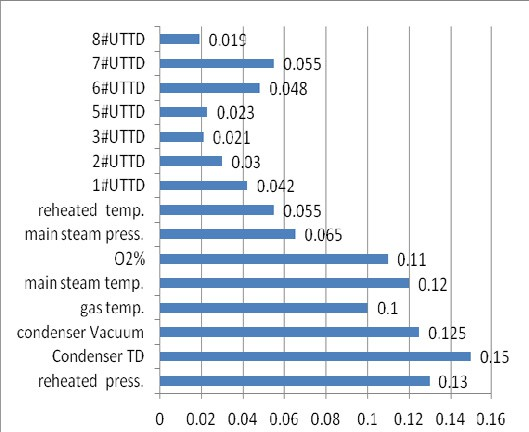 8#UTTD 0.019
7#UTTD 0.055
6#UTTD 0.048
5#UTTD 0.023
3#UTTD 0.021
2#UTTD 0.03
1#UTTD 0.042
reheated temp. 0.055
main steam press. 0.065
O2% 0.11
main steam temp. 0.12
gas temp. 0.1
condenser Vacuum 0.125
Condenser TD 0.15
reheated press. 0.13
0 0.02 0.04 0.06 0.08 0.1 0.12 0.14 0.16